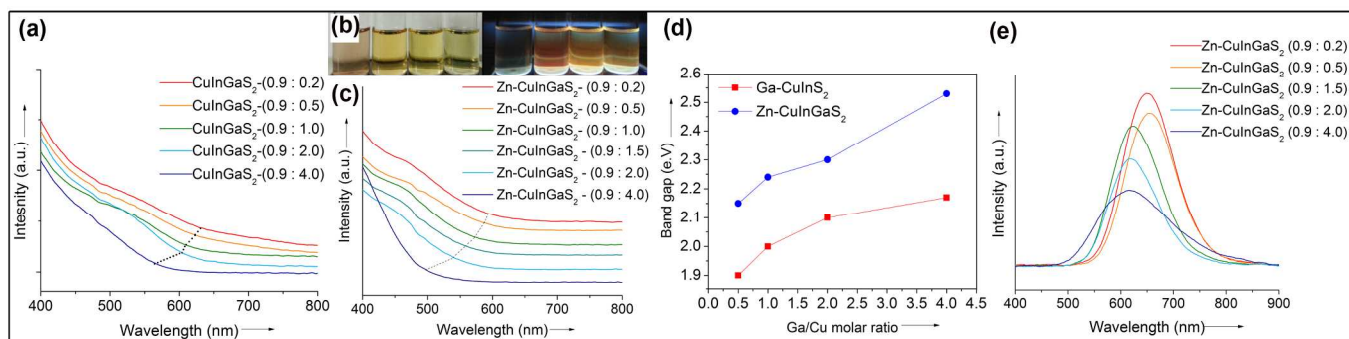 (a)
CuInGaS2-(0.9 : 0.2)
CuInGaS2-(0.9 : 0.5)
CuInGaS2-(0.9 : 1.0)
CuInGaS2-(0.9 : 2.0)
CuInGaS2-(0.9 : 4.0)
Intesnity (a.u.)
400 500 600 700 800
Wavelength (nm)
(b)
(c)
Zn-CuInGaS2- (0.9 : 0.2)
Zn-CuInGaS2- (0.9 : 0.5)
Zn-CuInGaS2- (0.9 : 1.0)
Zn-CuInGaS2 - (0.9 : 1.5)
Zn-CuInGaS2 - (0.9 : 2.0)
Zn-CuInGaS2 - (0.9 : 4.0)
Intensity (a.u.)
400 500 600 700 800
Wavelength (nm)
(d)
Ga-CuInS2
Zn-CuInGaS2
Band gap (e.V)
2.6
2.5
2.4
2.3
2.2
2.1
2.0
1.9
0.0 0.5 1.0 1.5 2.0 2.5 3.0 3.5 4.0 4.5
Ga/Cu molar ratio
(e)
Zn-CuInGaS2 (0.9 : 0.2)
Zn-CuInGaS2 (0.9 : 0.5)
Zn-CuInGaS2 (0.9 : 1.5)
Zn-CuInGaS2 (0.9 : 2.0)
Zn-CuInGaS2 (0.9 : 4.0)
Intensity (a.u.)
400 500 600 700 800 900
Wavelength (nm)